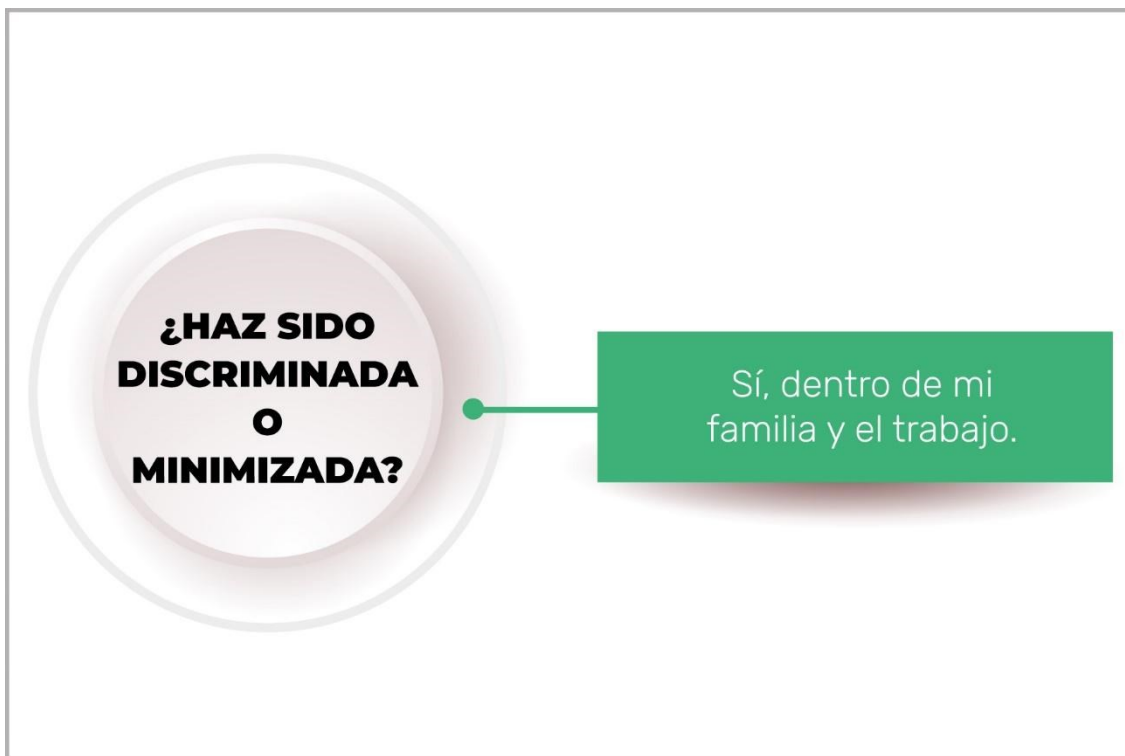 ¿HAZ SIDO
DISCRIMINADA
O
MINIMIZADA?
Sí, dentro de mi
familia y el trabajo.